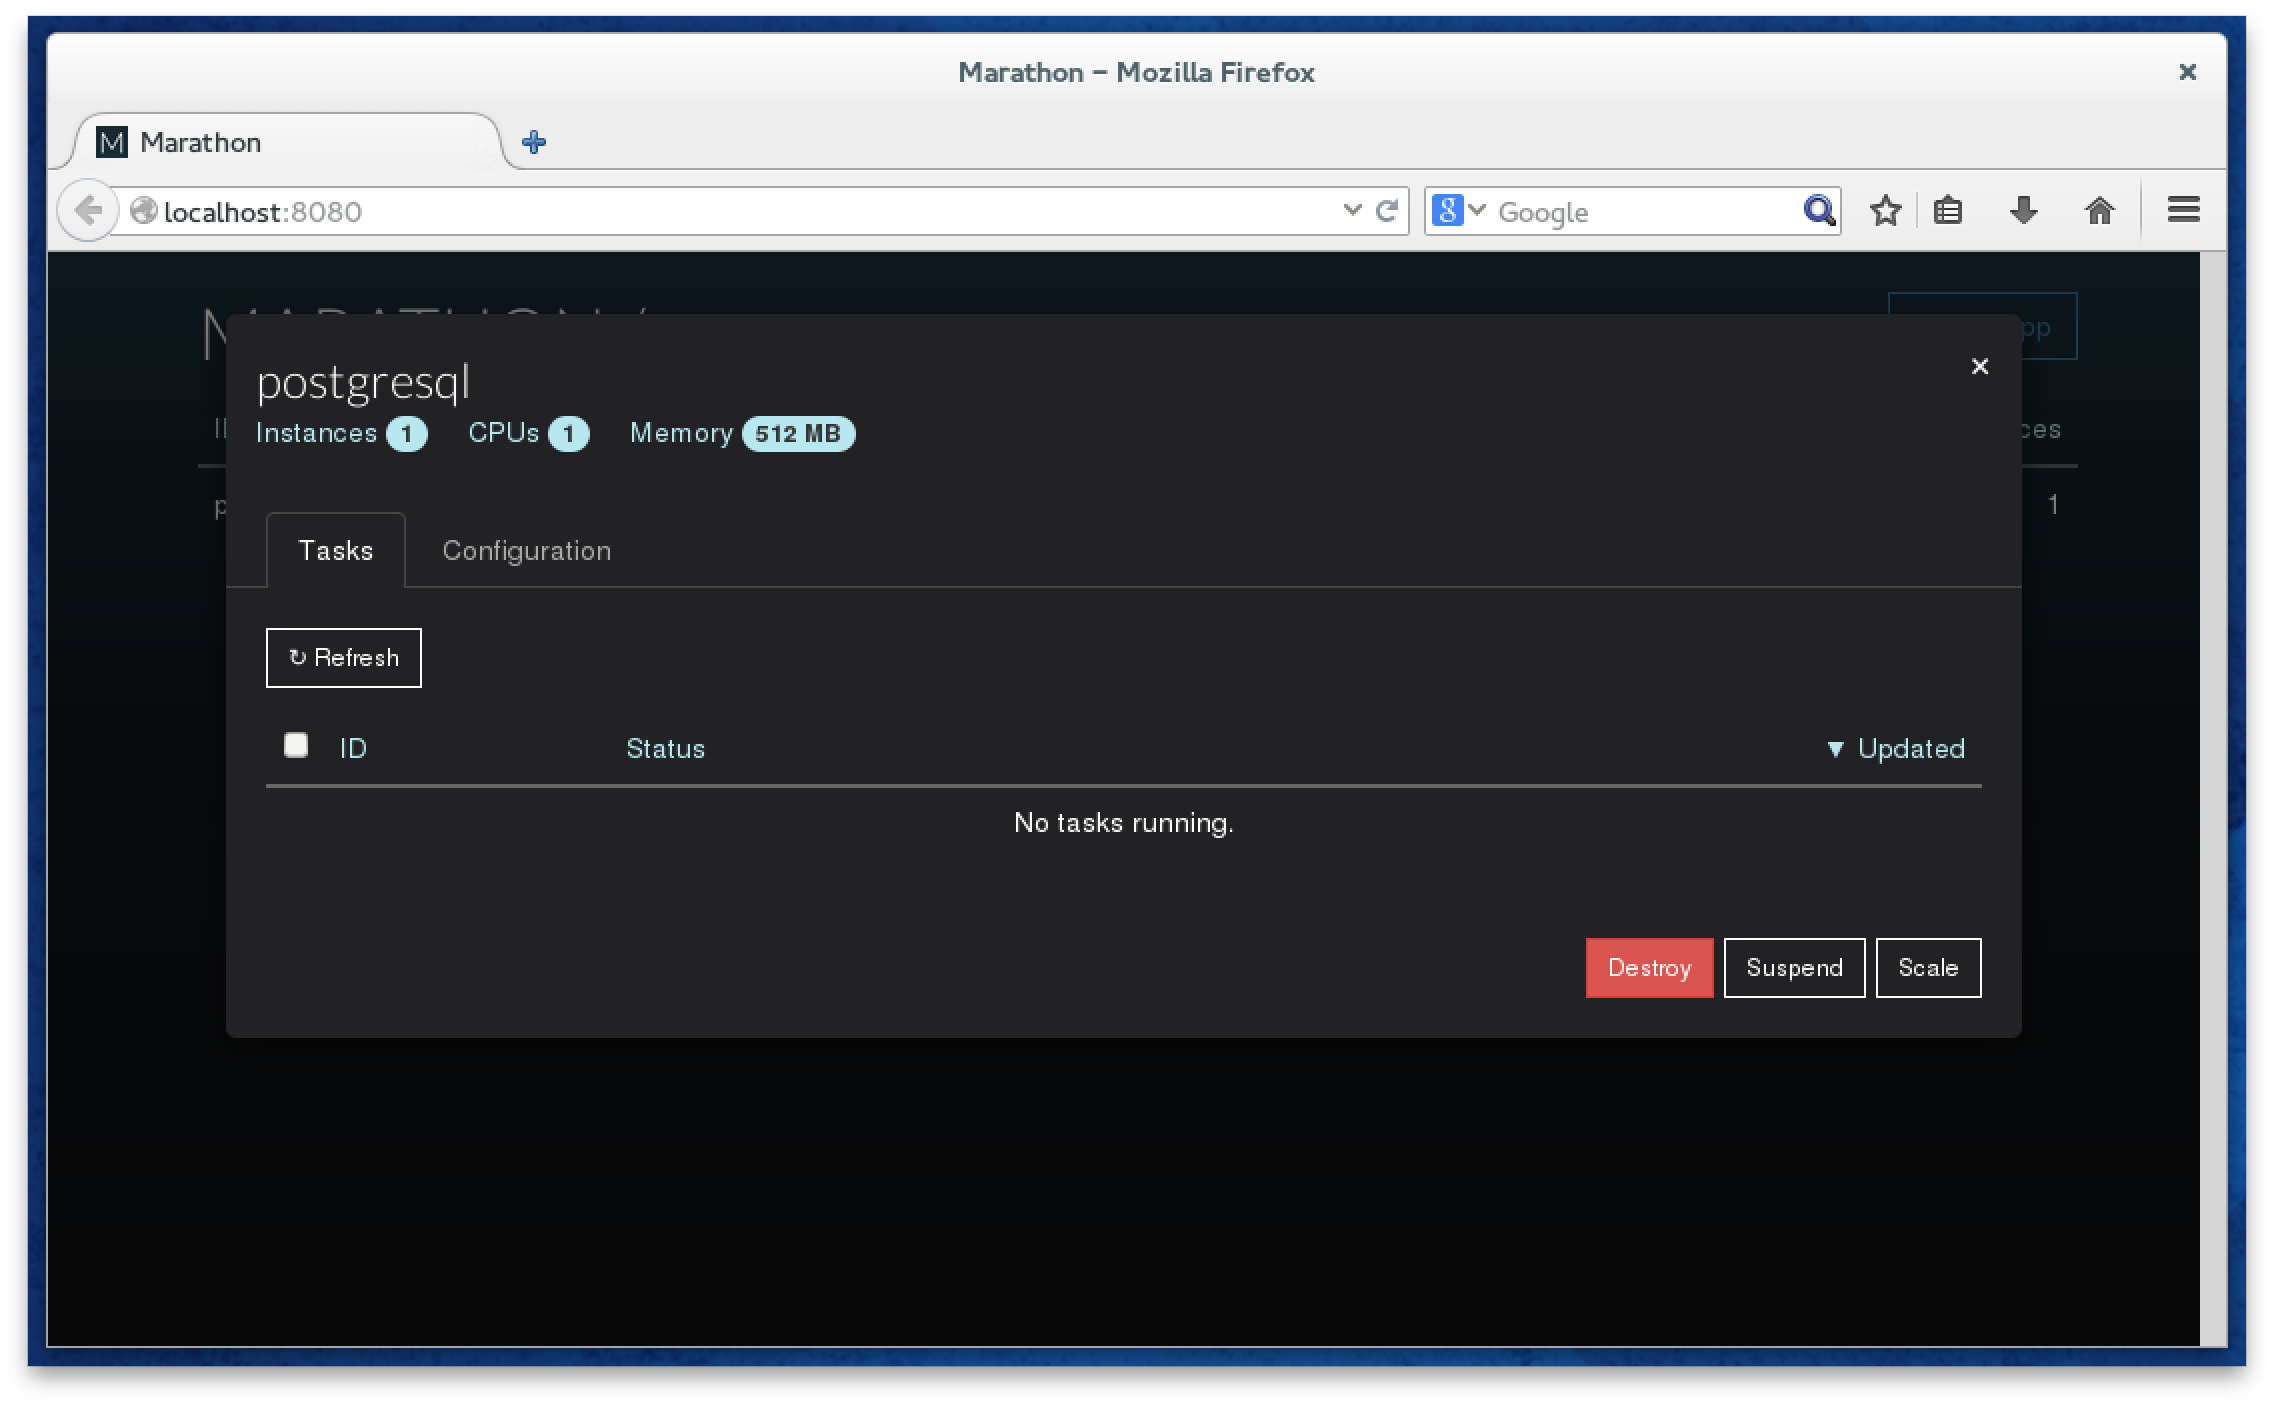 Marathon - Mozilla Firefox
Marathon
localhost:8080
Google
postgresql
Instances 1 CPUs 1 Memory 512 MB
1
Tasks Configuration
↻ Refresh
ID Status ▼ Updated
No tasks running.
Destroy Suspend Scale